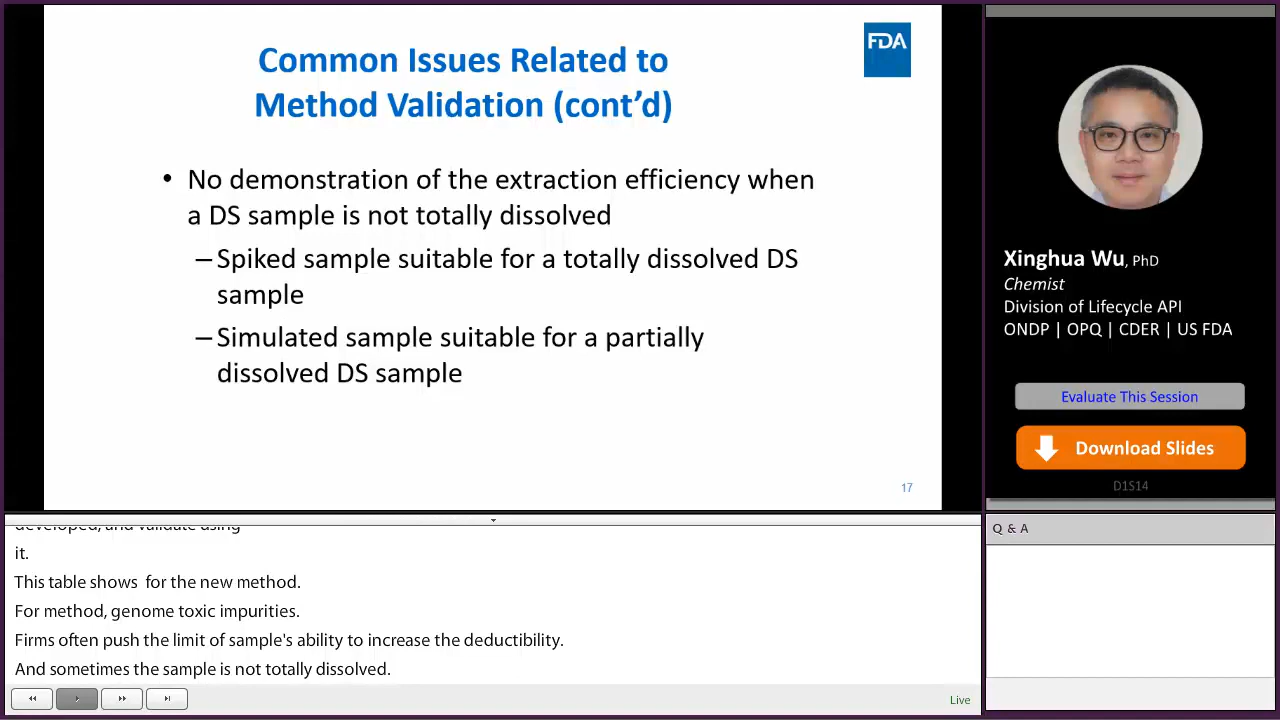 FDA
Common Issues Related to
Method Validation (cont’d)
• No demonstration of the extraction efficiency when
a DS sample is not totally dissolved
– Spiked sample suitable for a totally dissolved DS
sample
– Simulated sample suitable for a partially
dissolved DS sample
17
Xinghua Wu, PhD
Chemist
Division of Lifecycle API
ONDP | OPQ | CDER | US FDA
Evaluate This Session
Download Slides
D1S14
developed, and validate using
it.
This table shows for the new method.
For method, genome toxic impurities.
Firms often push the limit of sample's ability to increase the deductibility.
And sometimes the sample is not totally dissolved.
Live
Q & A